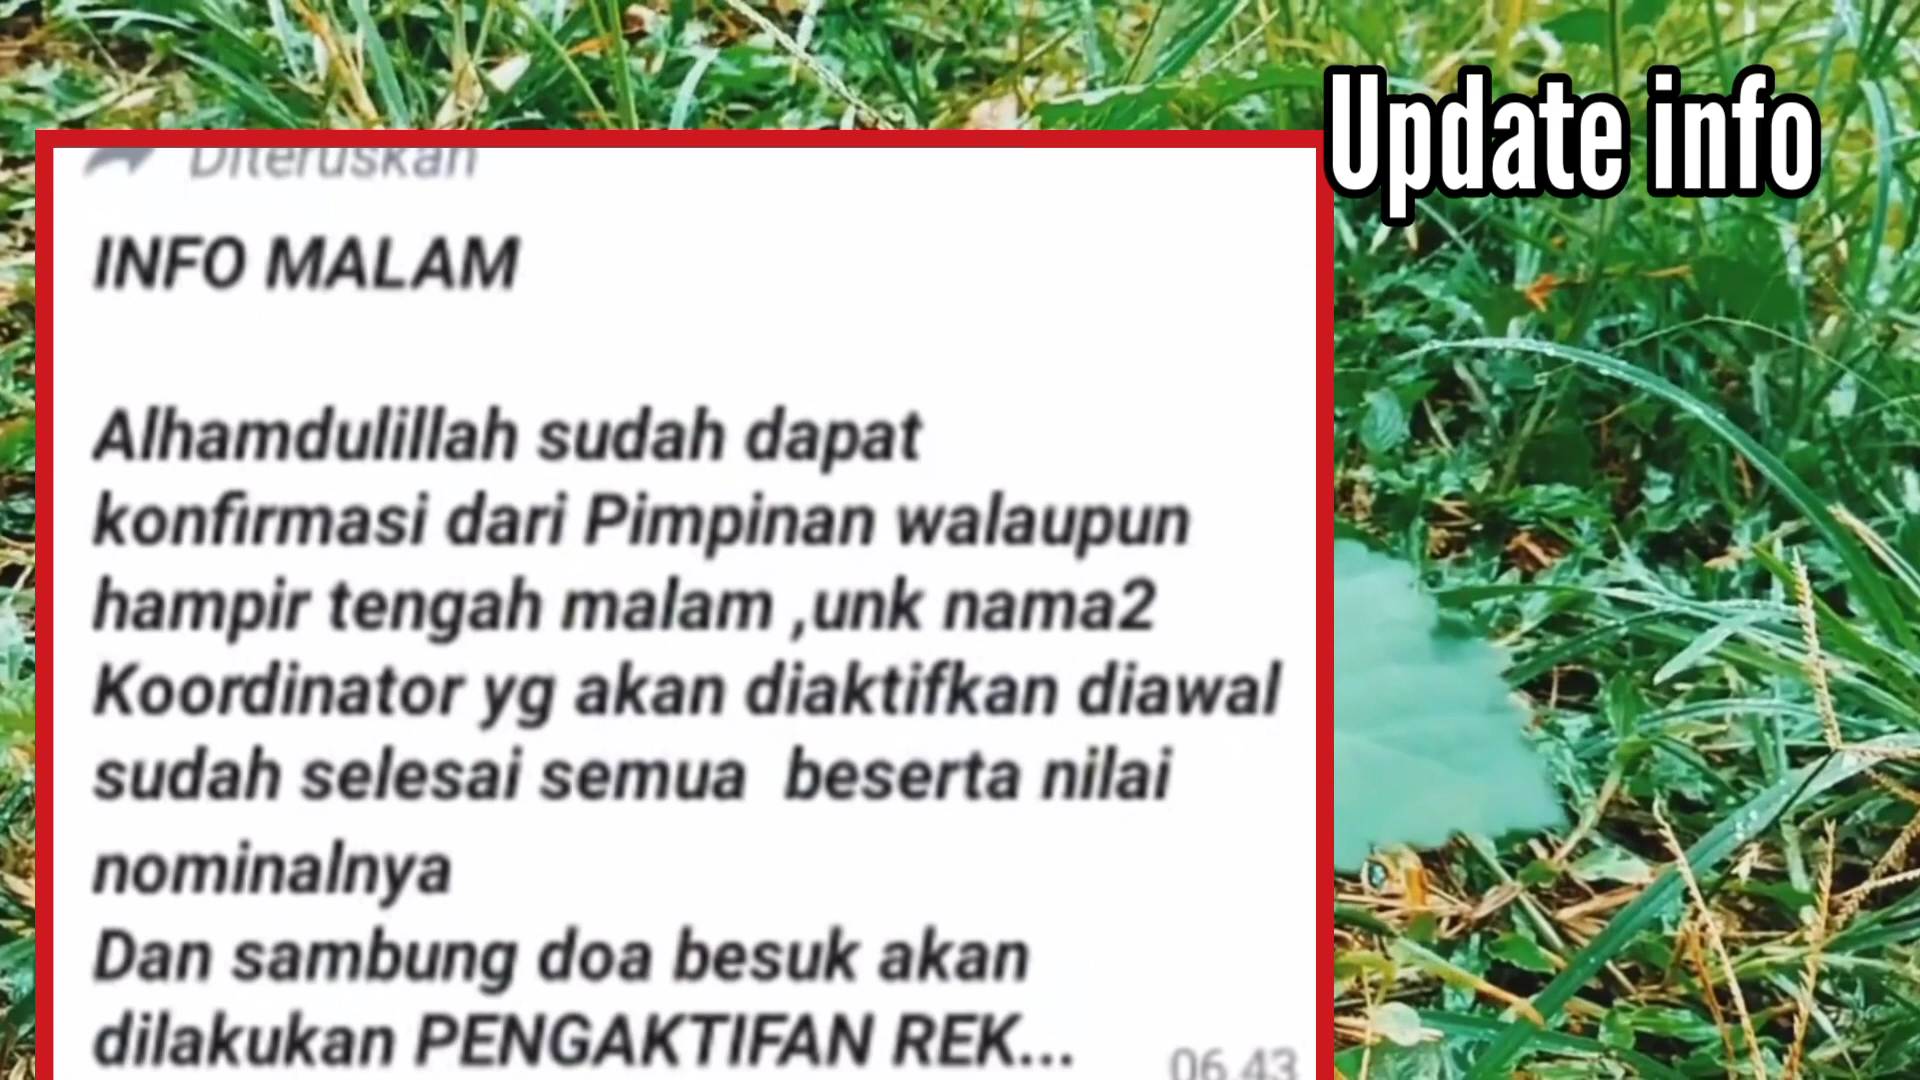 Update info
Diteruskan
INFO MALAM
Alhamdulillah sudah dapat
konfirmasi dari Pimpinan walaupun
hampir tengah malam ,unk nama2
Koordinator yg akan diaktifkan diawal
sudah selesai semua  beserta nilai
nominalnya
Dan sambung doa besuk akan
dilakukan PENGAKTIFAN REK...
06.43